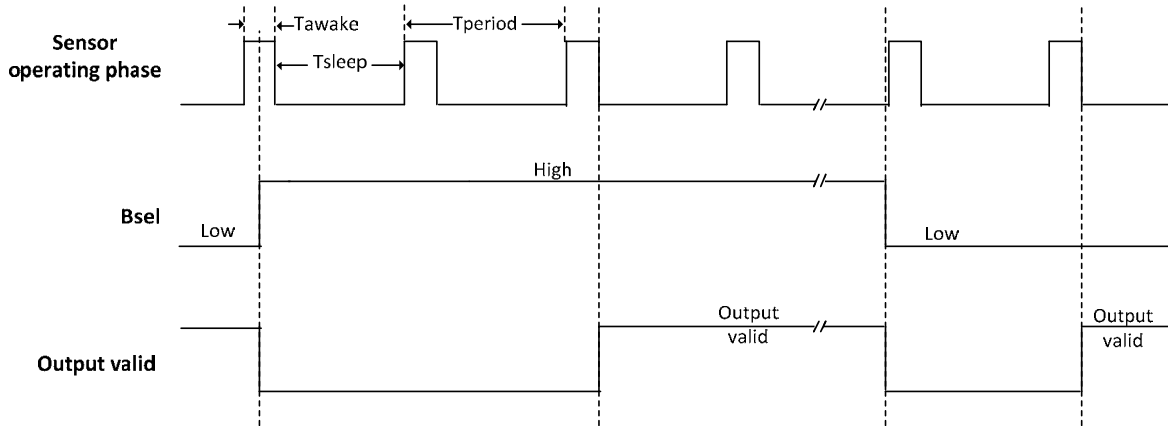 Tawake
Tperiod
Sensor
operating phase
Tsleep
High
Bsel
Low
Low
Output
valid
Output
valid
Output valid